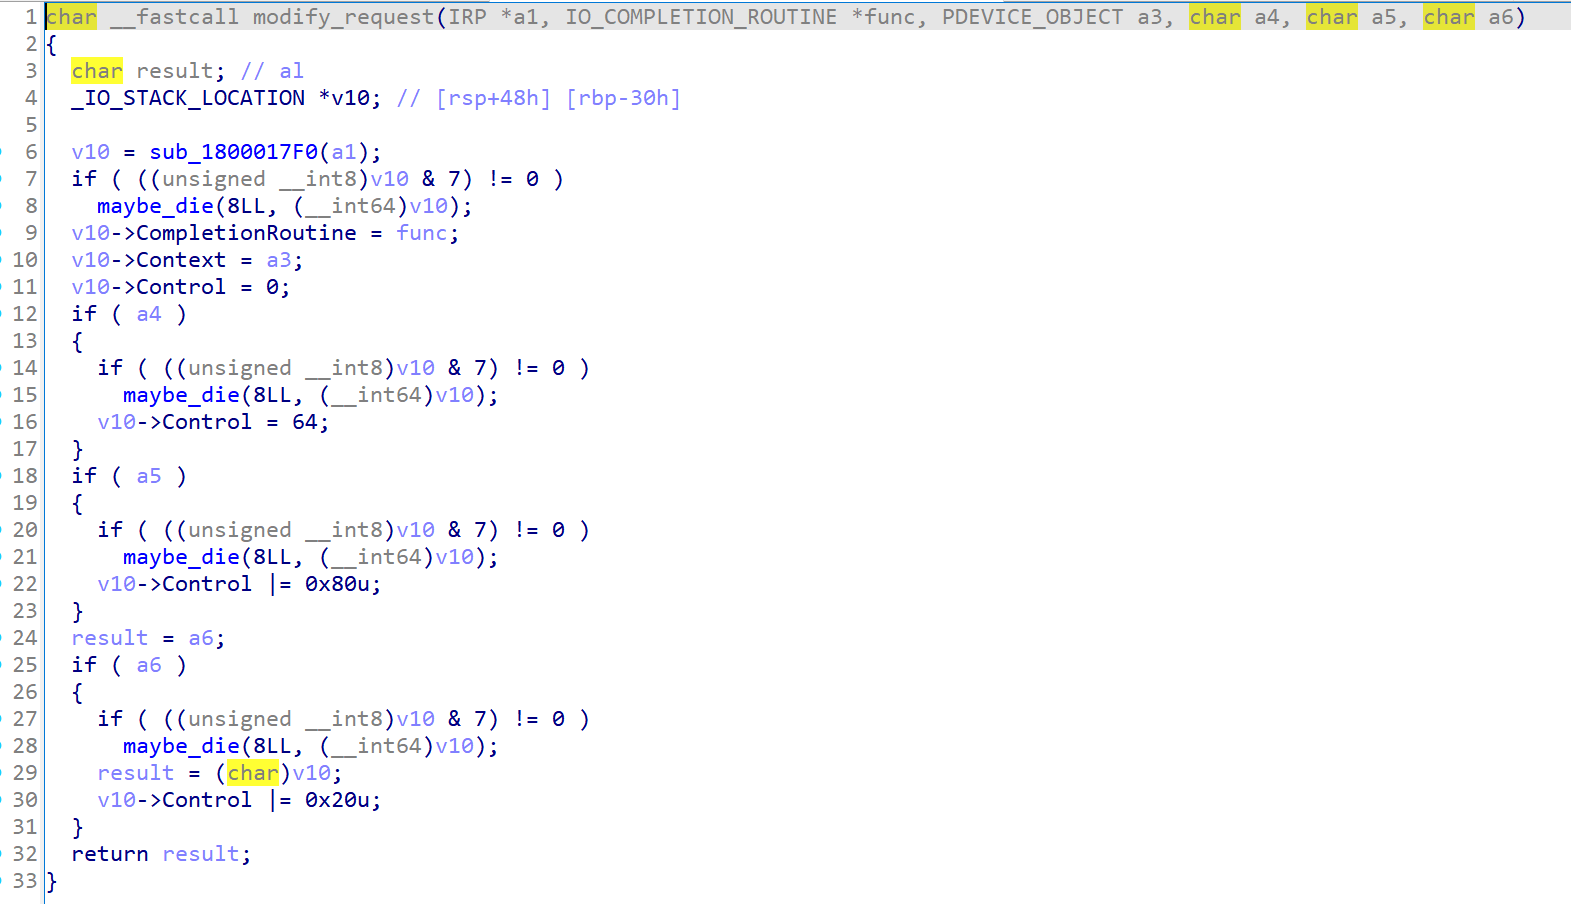 1 char __fastcall modify_request(IRP *a1, IO_COMPLETION_ROUTINE *func, PDEVICE_OBJECT a3, char a4, char a5, char a6)
2 {
3   char result; // al
4   _IO_STACK_LOCATION *v10; // [rsp+48h] [rbp-30h]
5
6   v10 = sub_1800017F0(a1);
7   if ( ((unsigned __int8)v10 & 7) != 0 )
8     maybe_die(8LL, (__int64)v10);
9   v10->CompletionRoutine = func;
10   v10->Context = a3;
11   v10->Control = 0;
12   if ( a4 )
13   {
14     if ( ((unsigned __int8)v10 & 7) != 0 )
15       maybe_die(8LL, (__int64)v10);
16     v10->Control = 64;
17   }
18   if ( a5 )
19   {
20     if ( ((unsigned __int8)v10 & 7) != 0 )
21       maybe_die(8LL, (__int64)v10);
22     v10->Control |= 0x80u;
23   }
24   result = a6;
25   if ( a6 )
26   {
27     if ( ((unsigned __int8)v10 & 7) != 0 )
28       maybe_die(8LL, (__int64)v10);
29     result = (char)v10;
30     v10->Control |= 0x20u;
31   }
32   return result;
33 }